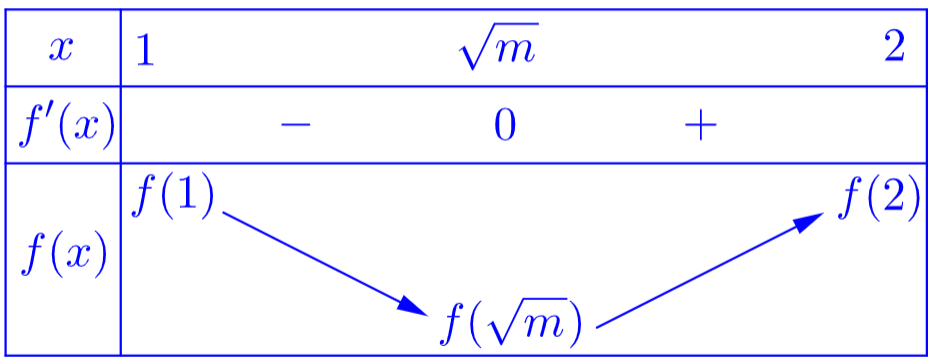 x 1 √m 2
f′(x) − 0 +
f(1) f(2)
f(x)
f(√m)